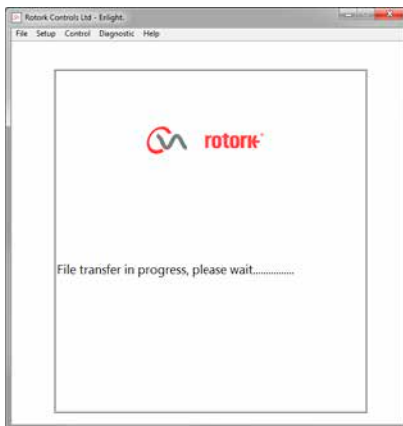 Rotork Controls Ltd - Enlight.
File Setup Control Diagnostic Help
rotork
File transfer in progress, please wait................